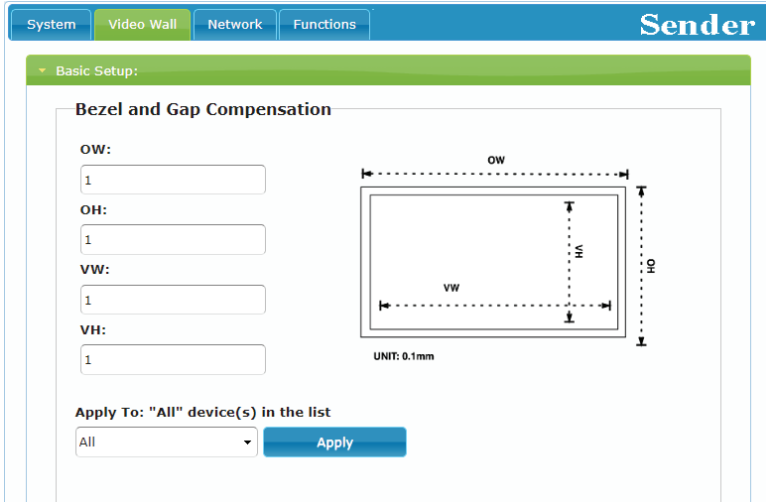 System Video Wall Network Functions Sender
Basic Setup:
Bezel and Gap Compensation
OW:
1
OH:
1
VW:
1
VH:
1
OW
VH
OH
VW
UNIT: 0.1mm
Apply To: "All" device(s) in the list
All Apply